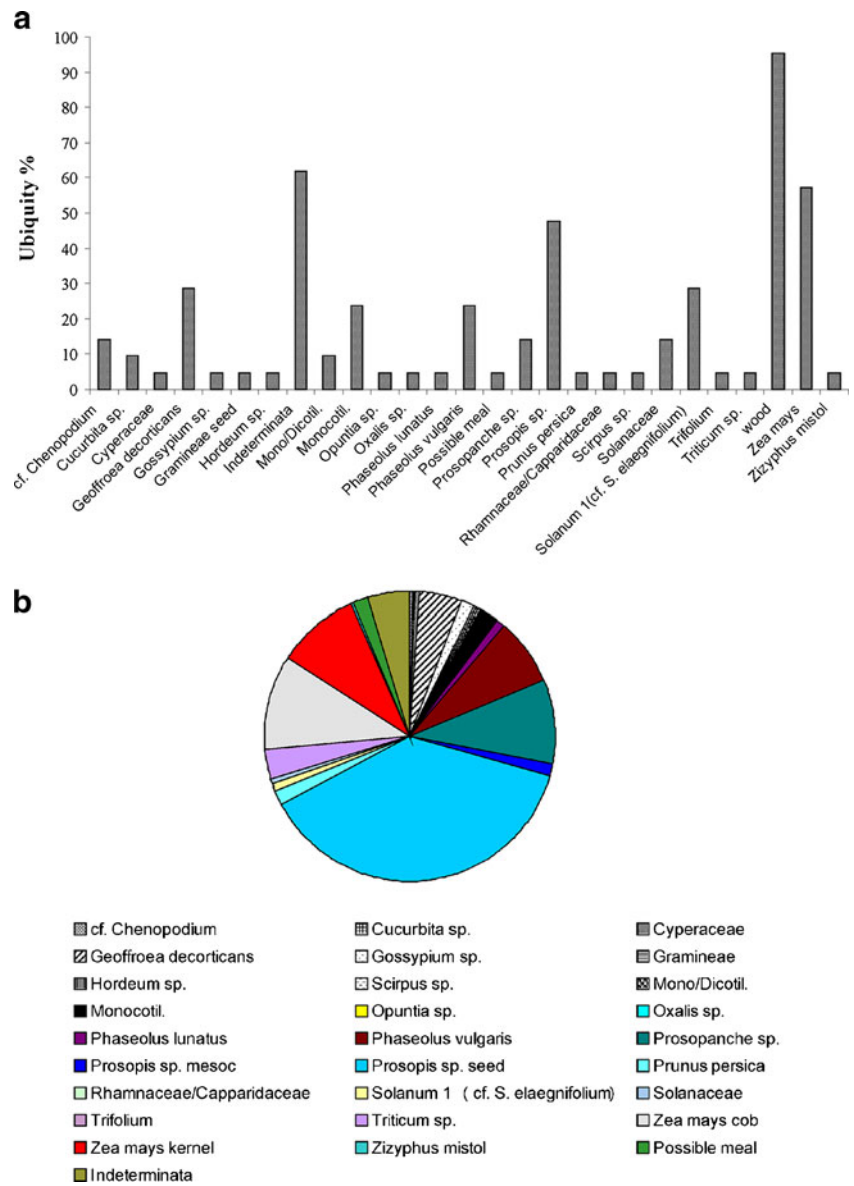 a
100
90
80
70
60
50
40
30
20
10
0
Ubiquity %
cf. Chenopodium
Cucurbita sp.
Cyperaceae
Geoffroea decorticans
Gossypium sp.
Gramineae seed
Hordeum sp.
Indeterminata
Mono/Dicotil.
Monocotil.
Opuntia sp.
Oxalis sp.
Phaseolus lunatus
Phaseolus vulgaris
Possible meal
Prosopanche sp.
Prosopis sp.
Prunus persica
Rhamnaceae/Capparidaceae
Scirpus sp.
Solanaceae
Solanum 1(cf. S. elaegnifolium)
Trifolium
Triticum sp.
wood
Zea mays
Zizyphus mistol
b
cf. Chenopodium Cucurbita sp. Cyperaceae
Geoffroea decorticans Gossypium sp. Gramineae
Hordeum sp. Scirpus sp. Mono/Dicotil.
Monocotil. Opuntia sp. Oxalis sp.
Phaseolus lunatus Phaseolus vulgaris Prosopanche sp.
Prosopis sp. mesoc Prosopis sp. seed Prunus persica
Rhamnaceae/Capparidaceae Solanum 1 ( cf. S. elaegnifolium) Solanaceae
Trifolium Triticum sp. Zea mays cob
Zea mays kernel Zizyphus mistol Possible meal
Indeterminata